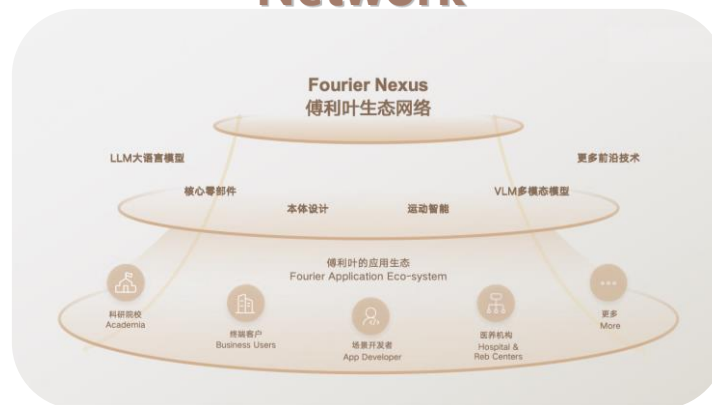 Network
Fourier Nexus
傅利叶生态网络
LLM大语言模型
更多前沿技术
核心零部件
VLM多模态模型
本体设计
运动智能
傅利叶的应用生态
Fourier Application Eco-system
科研院校
Academia
终端客户
Business Users
场景开发者
App Developer
医养机构
Hospital &
Reb Centers
更多
More